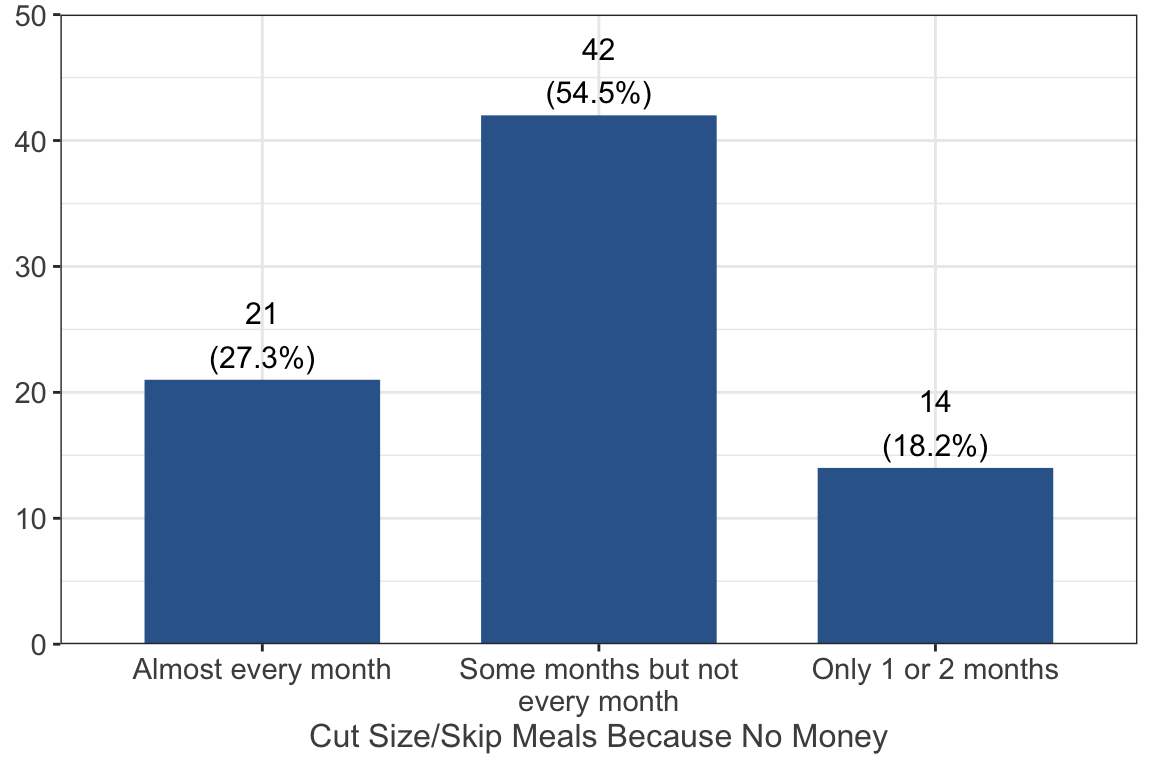 50
40
30
20
10
0
21
(27.3%)
42
(54.5%)
14
(18.2%)
Almost every month
Some months but not
every month
Only 1 or 2 months
Cut Size/Skip Meals Because No Money